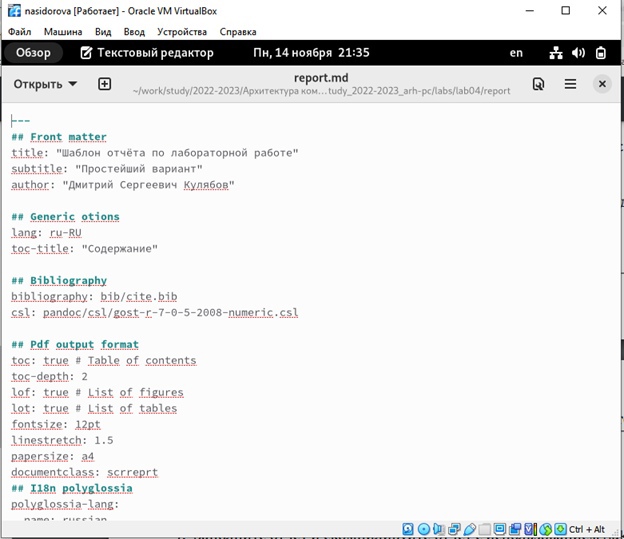 nasidorova [Работает] - Oracle VM VirtualBox
Файл Машина Вид Ввод Устройства Справка
Обзор Текстовый редактор Пн, 14 ноября 21:35 en
Открыть report.md
~/work/study/2022-2023/Архитектура ком...tudy_2022-2023_arh-pc/labs/lab04/report
---
## Front matter
title: "Шаблон отчёта по лабораторной работе"
subtitle: "Простейший вариант"
author: "Дмитрий Сергеевич Кулябов"
## Generic otions
lang: ru-RU
toc-title: "Содержание"
## Bibliography
bibliography: bib/cite.bib
csl: pandoc/csl/gost-r-7-0-5-2008-numeric.csl
## Pdf output format
toc: true # Table of contents
toc-depth: 2
lof: true # List of figures
lot: true # List of tables
fontsize: 12pt
linestretch: 1.5
papersize: a4
documentclass: scrreprt
## I18n polyglossia
polyglossia-lang:
name: russian
Ctrl + Alt